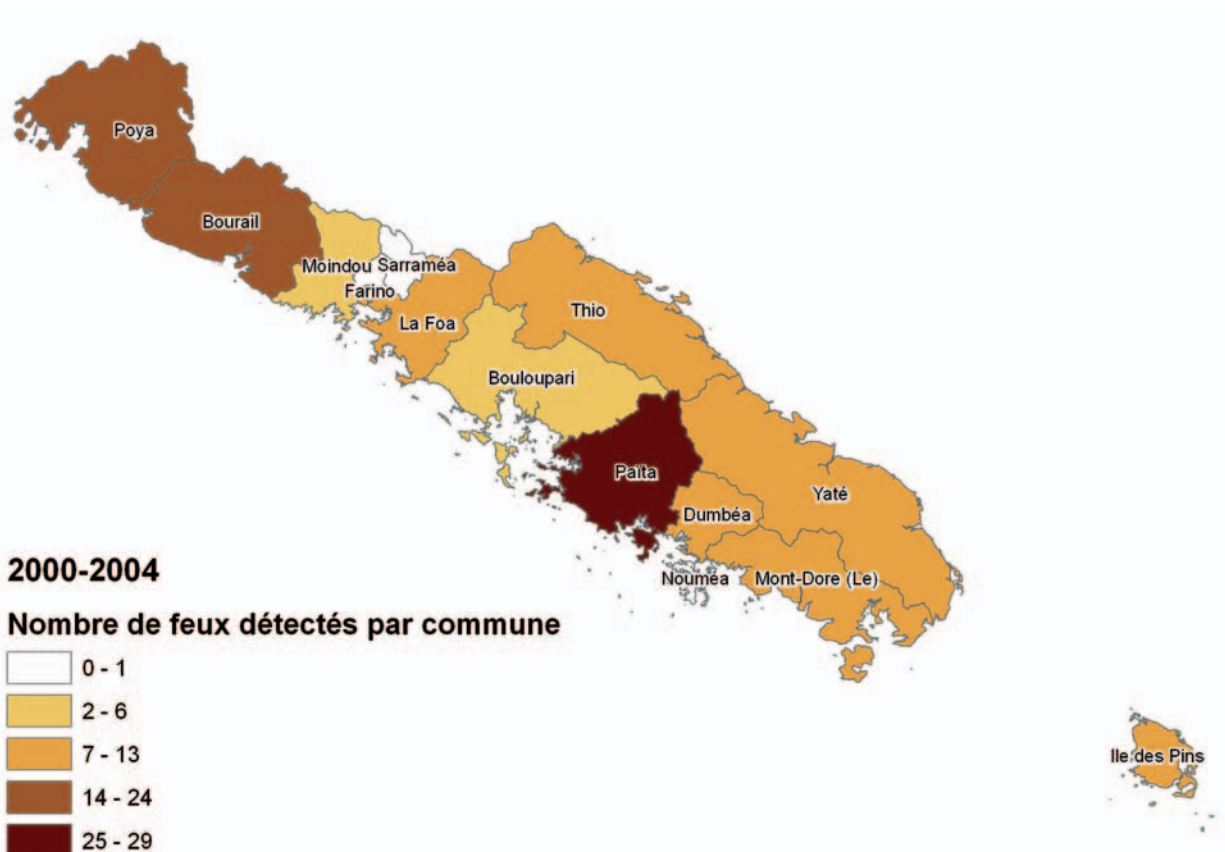 Poya
Bourail
Moindou Sarraméa
Farino
La Foa
Thio
Bouloupari
Païta
Yaté
Dumbéa
Nouméa
Mont-Dore (Le)
Ile des Pins
2000-2004
Nombre de feux détectés par commune
0 - 1
2 - 6
7 - 13
14 - 24
25 - 29